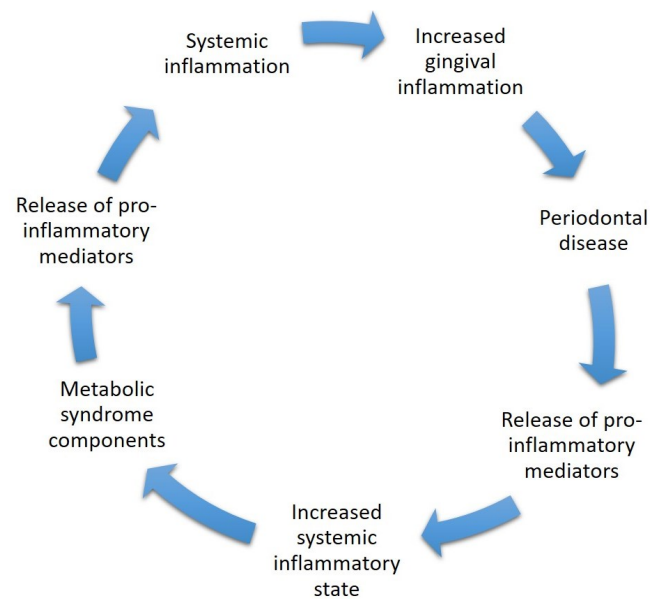 Systemic
inflammation
Increased
gingival
inflammation
Periodontal
disease
Release of pro-
inflammatory
mediators
Increased
systemic
inflammatory
state
Metabolic
syndrome
components
Release of pro-
inflammatory
mediators